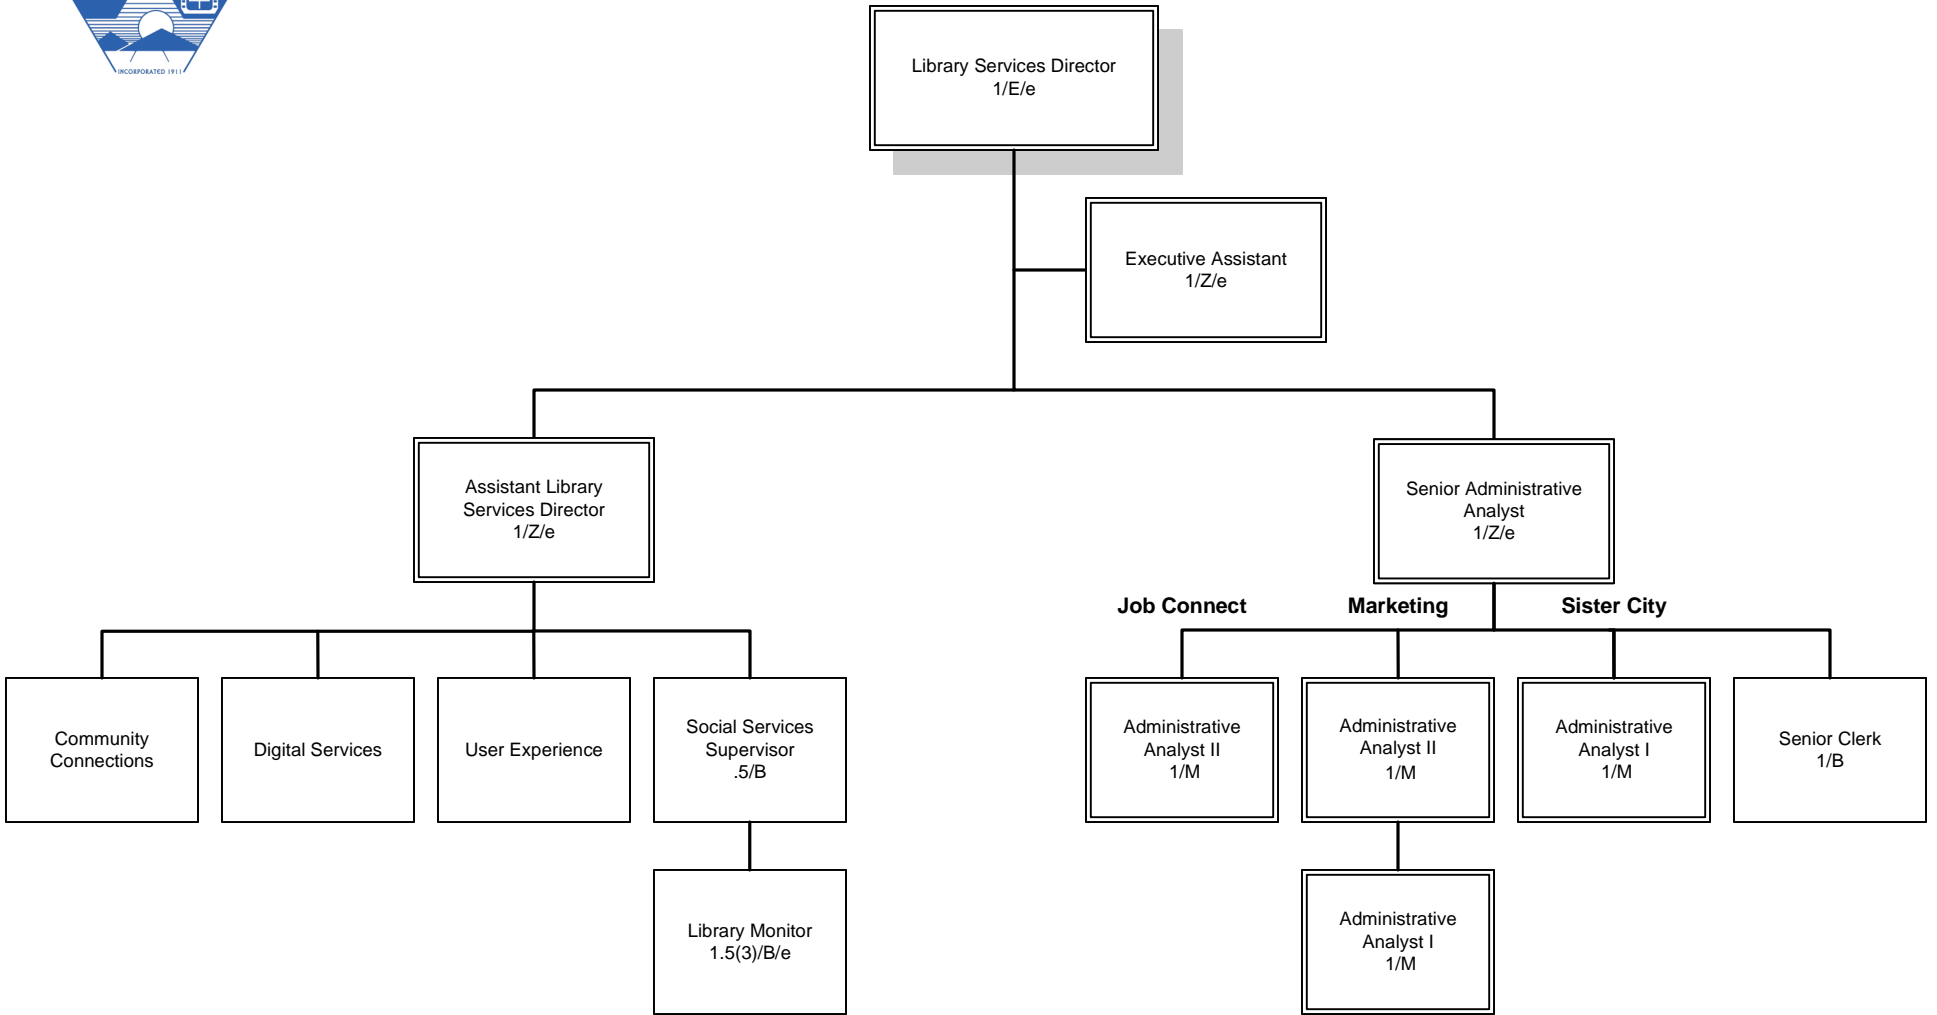 INCORPORATED 1911
Library Services Director
1/E/e
Executive Assistant
1/Z/e
Assistant Library
Services Director
1/Z/e
Senior Administrative
Analyst
1/Z/e
Job Connect
Marketing
Sister City
Community
Connections
Digital Services
User Experience
Social Services
Supervisor
.5/B
Administrative
Analyst II
1/M
Administrative
Analyst II
1/M
Administrative
Analyst I
1/M
Senior Clerk
1/B
Library Monitor
1.5(3)/B/e
Administrative
Analyst I
1/M